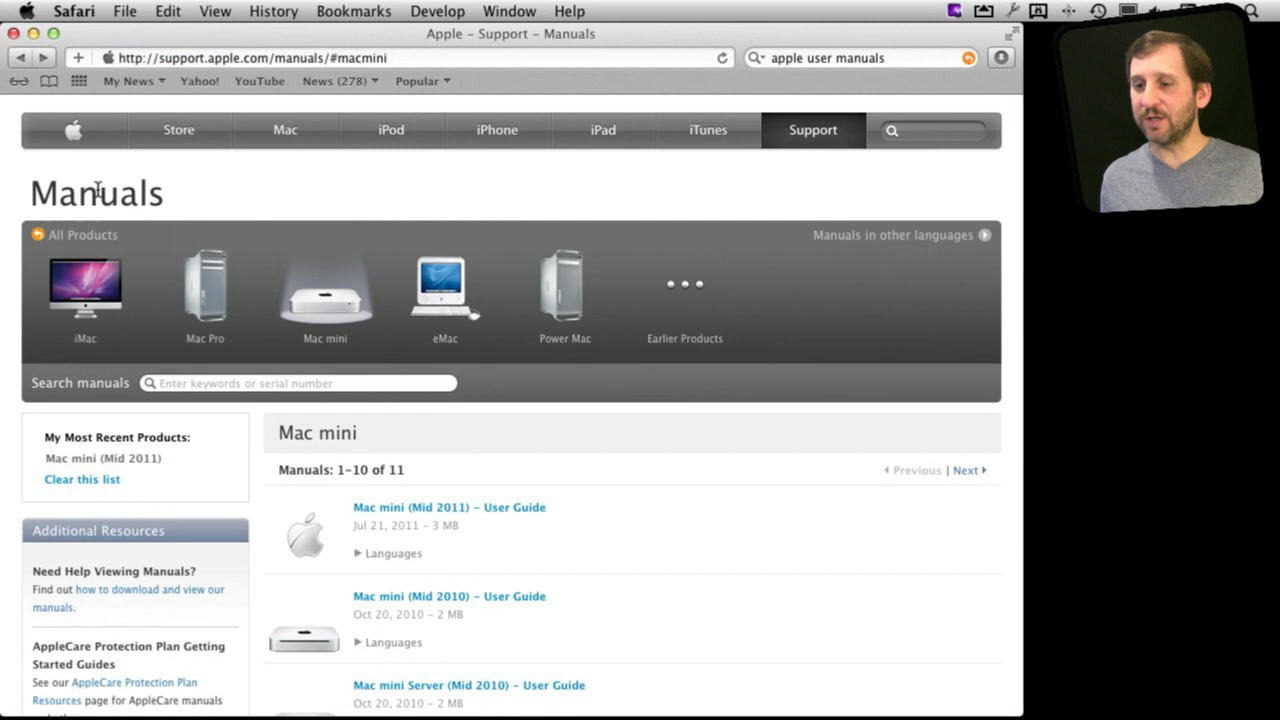 Safari File Edit View History Bookmarks Develop Window Help
Apple – Support – Manuals
http://support.apple.com/manuals/#macmini
apple user manuals
My News Yahoo! YouTube News (278) Popular
Store Mac iPod iPhone iPad iTunes Support
Manuals
All Products
Manuals in other languages
iMac Mac Pro Mac mini eMac Power Mac Earlier Products
Search manuals Enter keywords or serial number
My Most Recent Products:
Mac mini (Mid 2011)
Clear this list
Additional Resources
Need Help Viewing Manuals?
Find out how to download and view our
manuals.
AppleCare Protection Plan Getting
Started Guides
See our AppleCare Protection Plan
Resources page for AppleCare manuals
Mac mini
Manuals: 1–10 of 11
Previous | Next
Mac mini (Mid 2011) – User Guide
Jul 21, 2011 – 3 MB
Languages
Mac mini (Mid 2010) – User Guide
Oct 20, 2010 – 2 MB
Languages
Mac mini Server (Mid 2010) – User Guide
Oct 20, 2010 – 2 MB